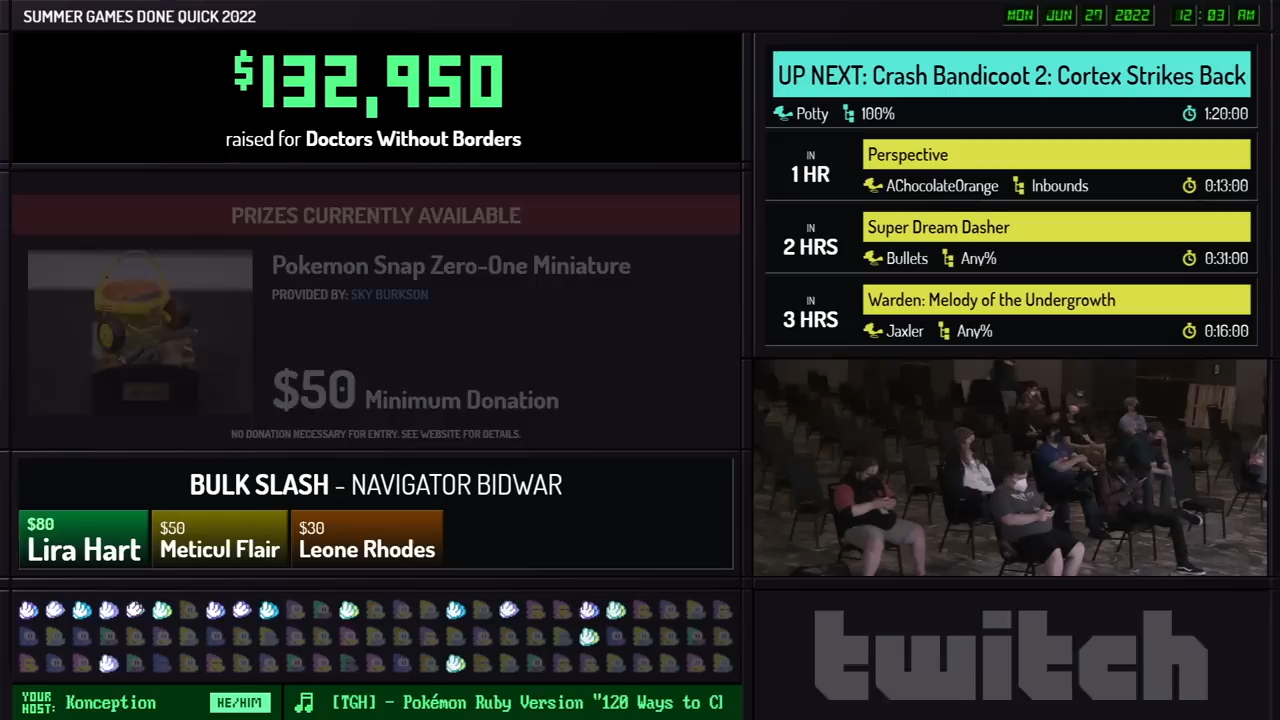 SUMMER GAMES DONE QUICK 2022
MON JUN 27 2022 12:03 AM
$132,950
raised for Doctors Without Borders
PRIZES CURRENTLY AVAILABLE
Pokemon Snap Zero-One Miniature
PROVIDED BY: SKY BURKSON
$50 Minimum Donation
NO DONATION NECESSARY FOR ENTRY. SEE WEBSITE FOR DETAILS.
BULK SLASH - NAVIGATOR BIDWAR
$80
Lira Hart
$50
Meticul Flair
$30
Leone Rhodes
UP NEXT: Crash Bandicoot 2: Cortex Strikes Back
Potty 100% 1:20:00
IN
1 HR
Perspective
AChocolateOrange Inbounds 0:13:00
IN
2 HRS
Super Dream Dasher
Bullets Any% 0:31:00
IN
3 HRS
Warden: Melody of the Undergrowth
Jaxler Any% 0:16:00
twitch
YOUR HOST: Konception HE/HIM
[TGH] - Pokémon Ruby Version "120 Ways to Cl